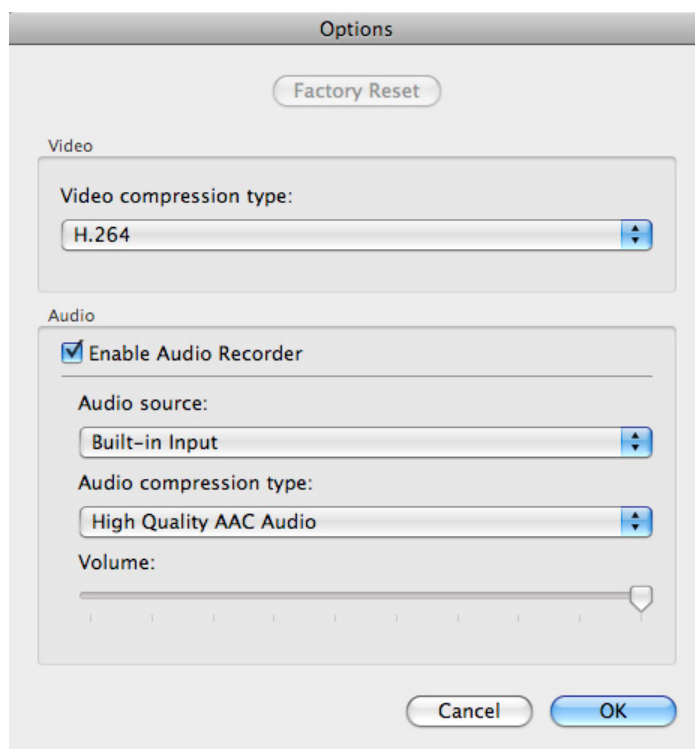 Options
Factory Reset
Video
Video compression type:
H.264
Audio
Enable Audio Recorder
Audio source:
Built-in Input
Audio compression type:
High Quality AAC Audio
Volume:
Cancel OK